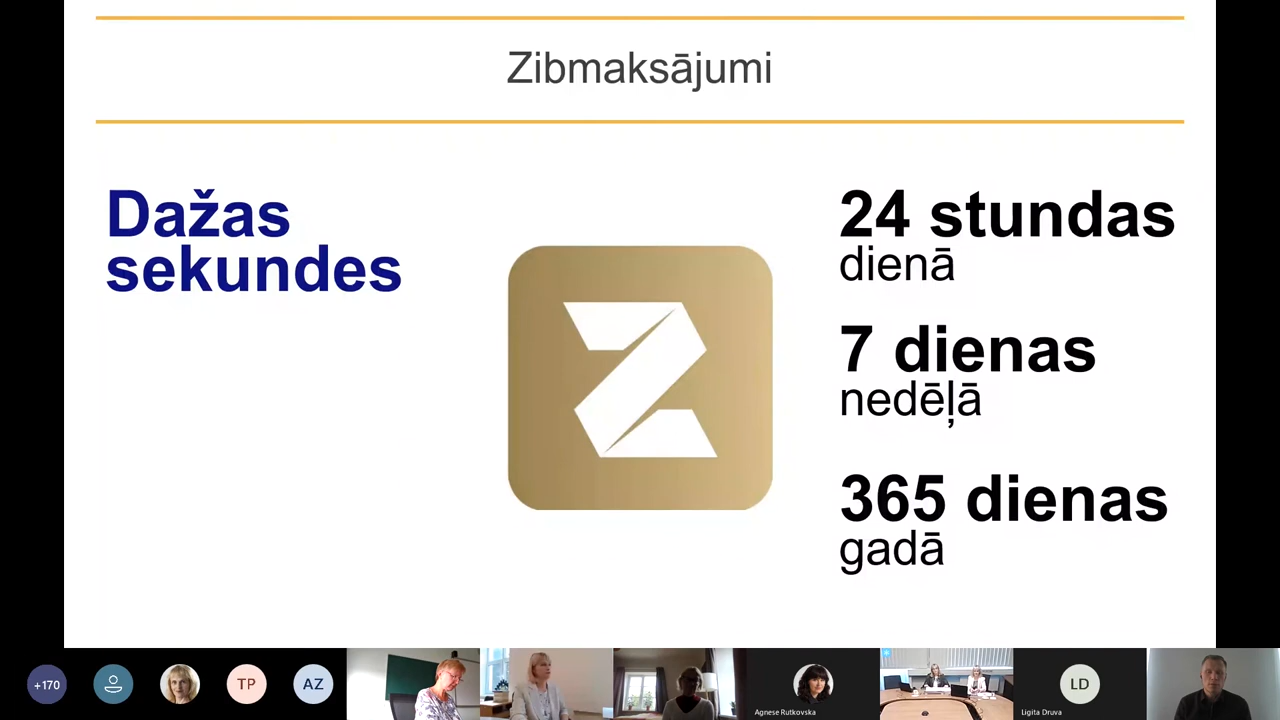 Zibmaksājumi
Dažas
sekundes
24 stundas
dienā
7 dienas
nedēļā
365 dienas
gadā
+170
TP
AZ
Agnese Rutkovska
LD
Ligita Druva